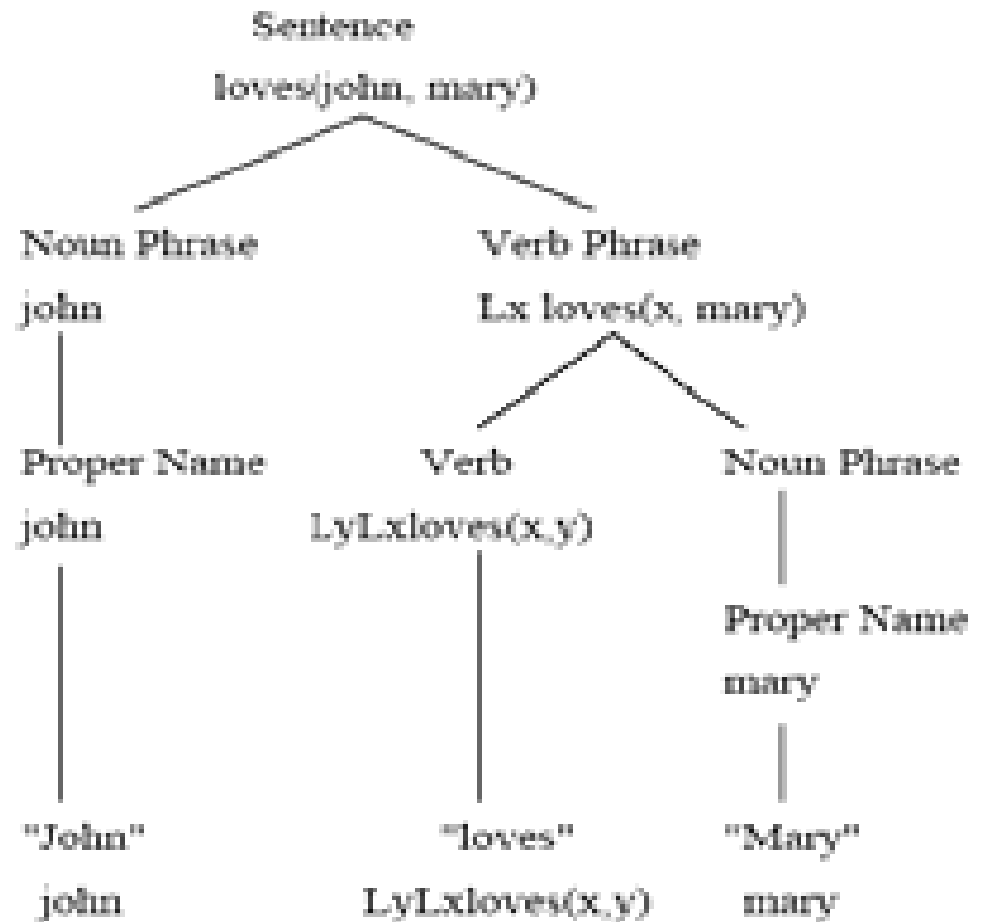 Sentence
loves(john, mary)
Noun Phrase Verb Phrase
john Lx loves(x, mary)
Proper Name Verb Noun Phrase
john LyLxloves(x,y)
Proper Name
mary
"John" "loves" "Mary"
john LyLxloves(x,y) mary